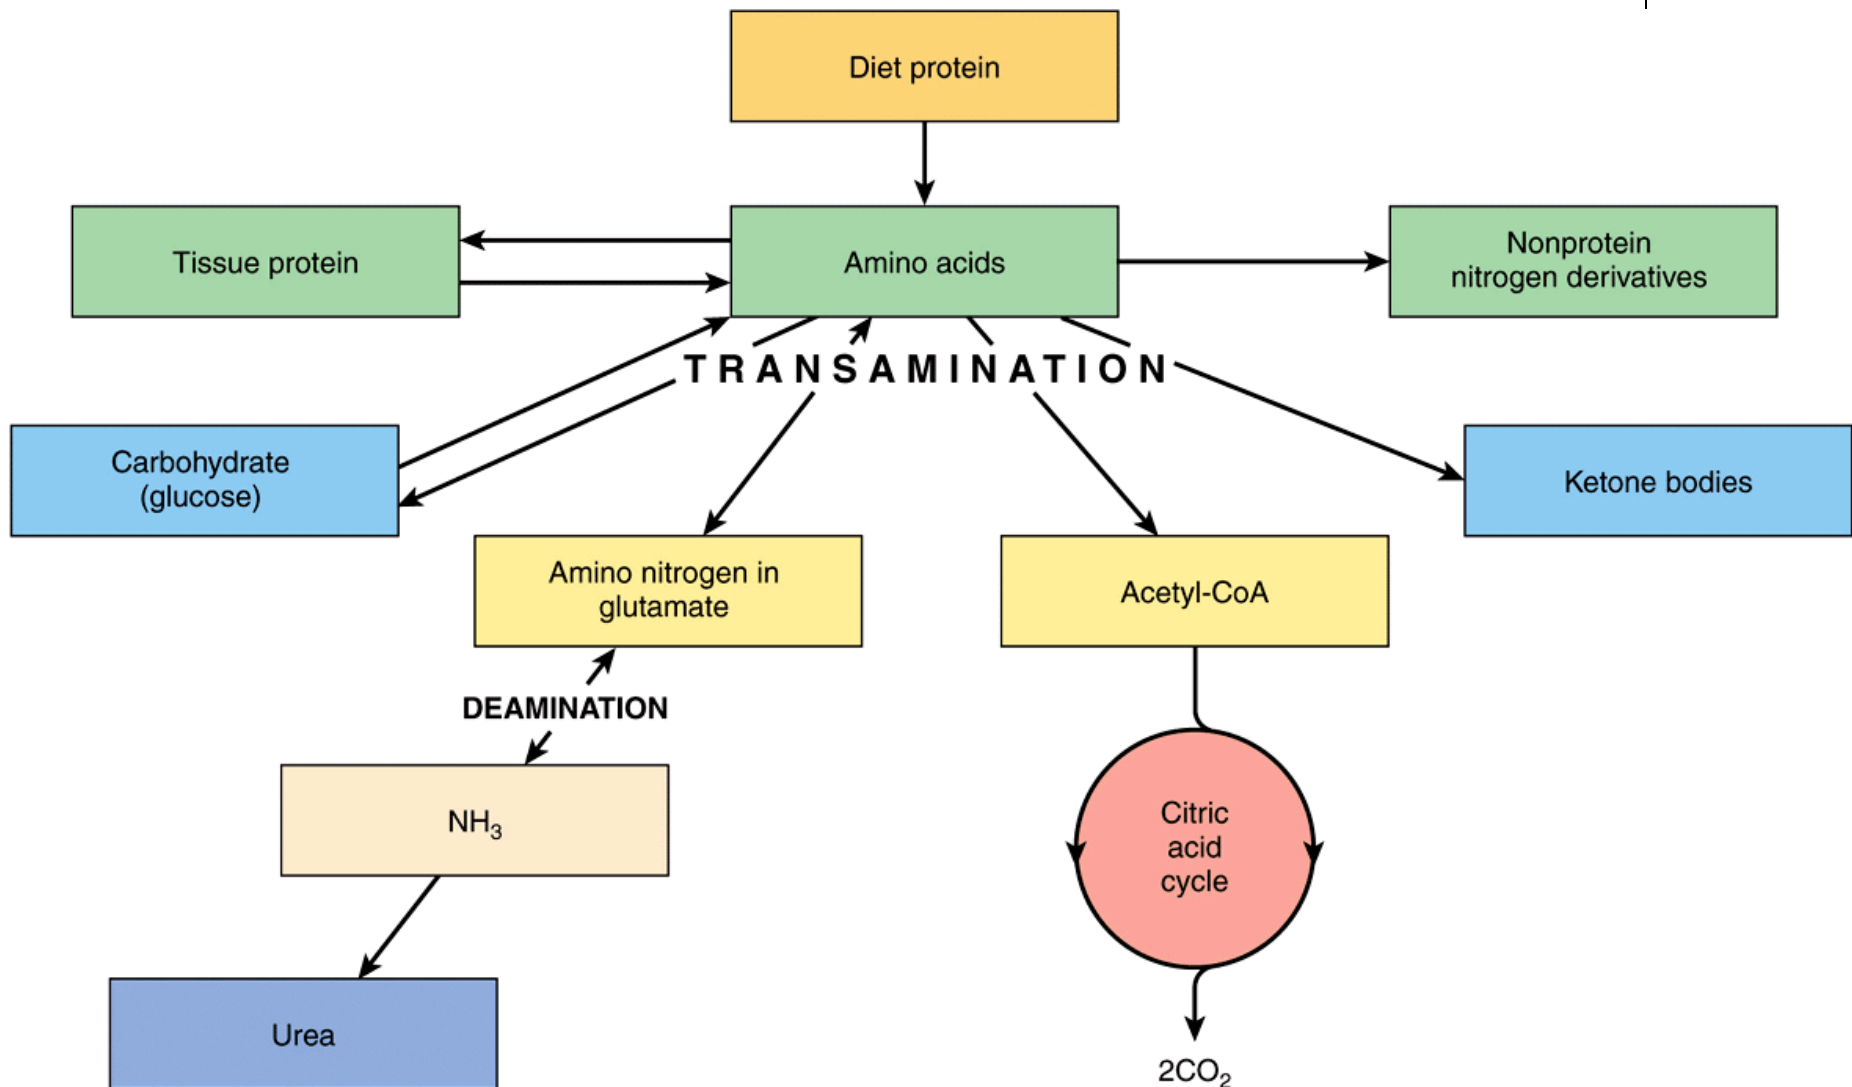 Diet protein
Tissue protein
Amino acids
Nonprotein
nitrogen derivatives
TRANSAMINATION
Carbohydrate
(glucose)
Ketone bodies
Amino nitrogen in
glutamate
Acetyl-CoA
DEAMINATION
NH₃
Citric
acid
cycle
Urea
2CO₂